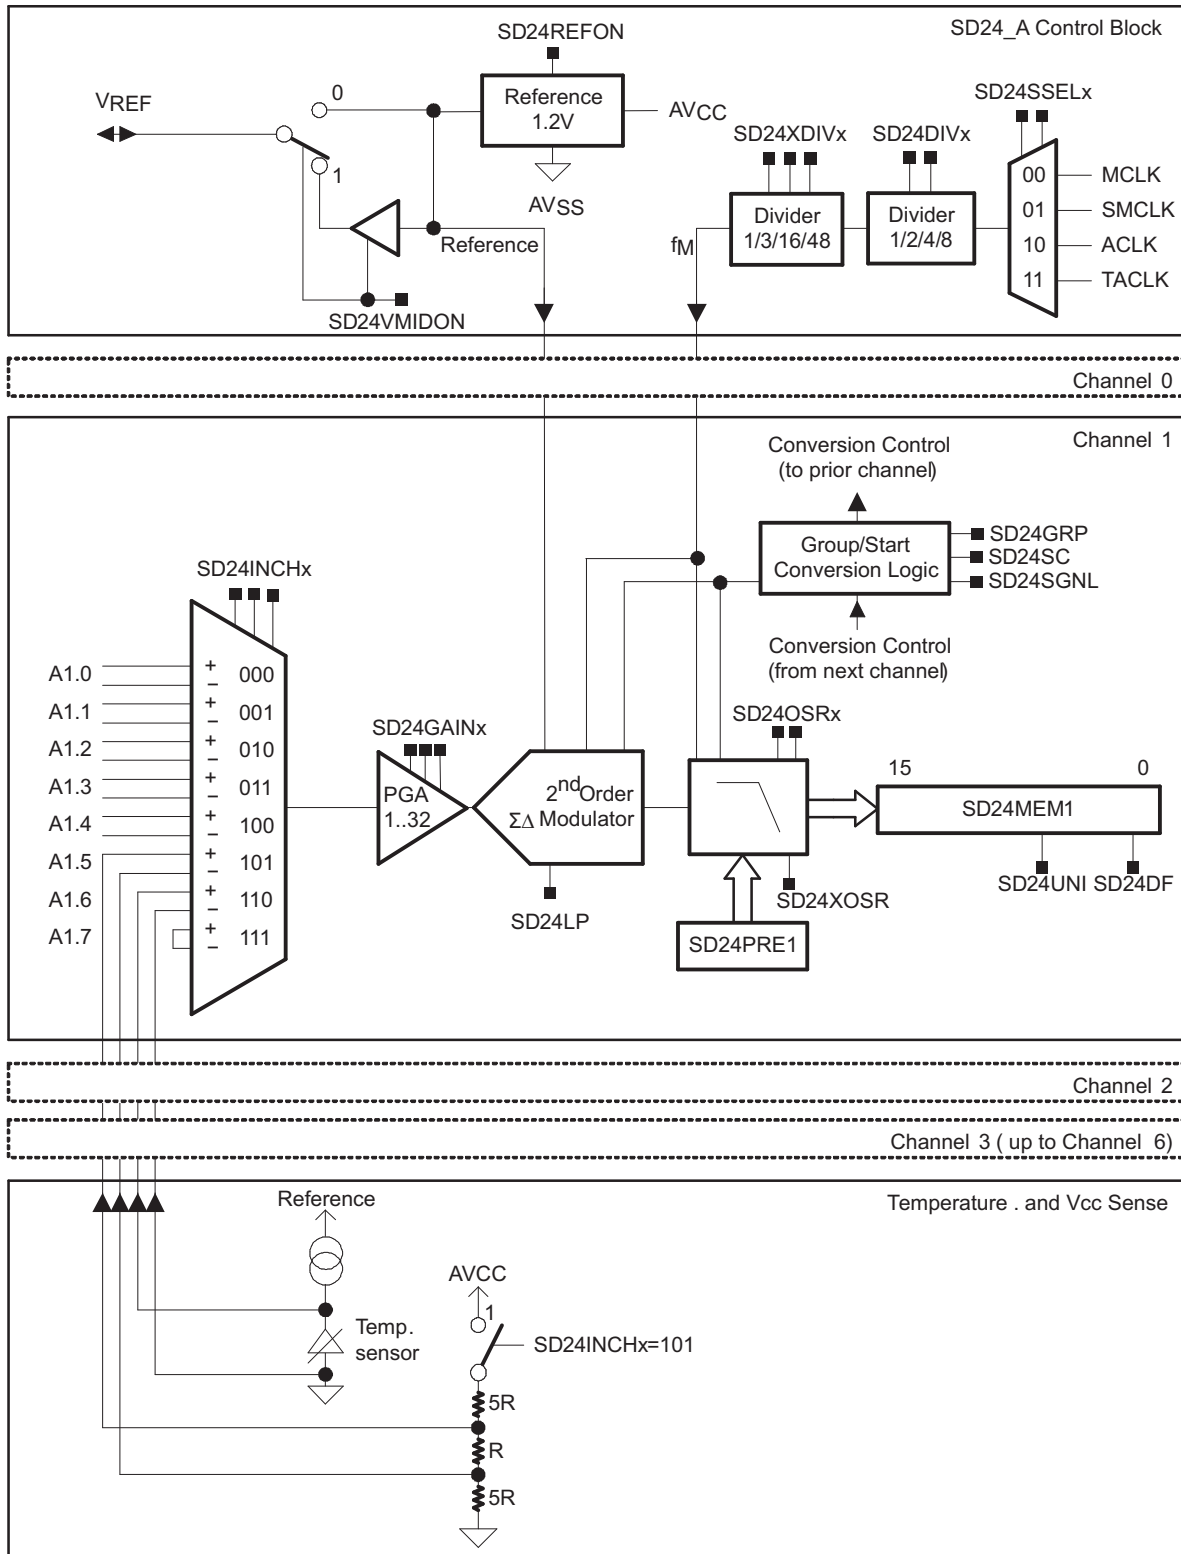 SD24_A Control Block
SD24REFON
VREF
0
Reference
1.2V
AVCC
AVSS
1
Reference
SD24VMIDON
SD24XDIVx
SD24DIVx
SD24SSELx
fM
Divider
1/3/16/48
Divider
1/2/4/8
00
MCLK
01
SMCLK
10
ACLK
11
TACLK
Channel 0
Channel 1
Conversion Control
(to prior channel)
Group/Start
Conversion Logic
SD24GRP
SD24SC
SD24SGNL
Conversion Control
(from next channel)
SD24INCHx
A1.0
+
−
000
A1.1
+
−
001
A1.2
+
−
010
A1.3
+
−
011
A1.4
+
−
100
A1.5
+
−
101
A1.6
+
−
110
A1.7
+
−
111
SD24GAINx
PGA
1..32
2nd Order
ΣΔ Modulator
SD24LP
SD24OSRx
SD24XOSR
SD24PRE1
15
0
SD24MEM1
SD24UNI
SD24DF
Channel 2
Channel 3 ( up to Channel 6)
Temperature . and Vcc Sense
Reference
Temp.
sensor
AVCC
1
SD24INCHx=101
5R
R
5R